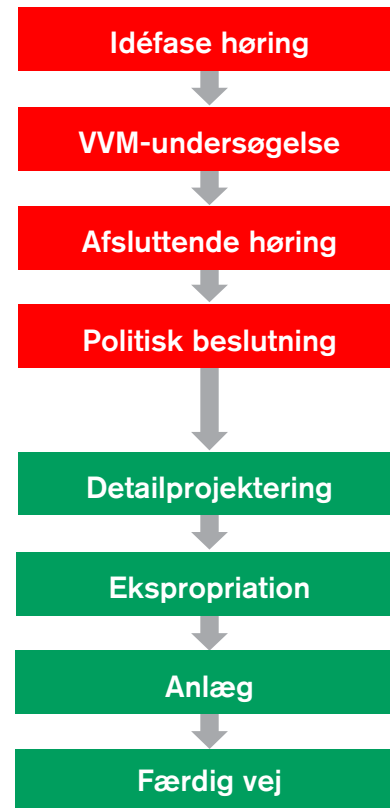 Idéfase høring
VVM-undersøgelse
Afsluttende høring
Politisk beslutning
Detailprojektering
Ekspropriation
Anlæg
Færdig vej